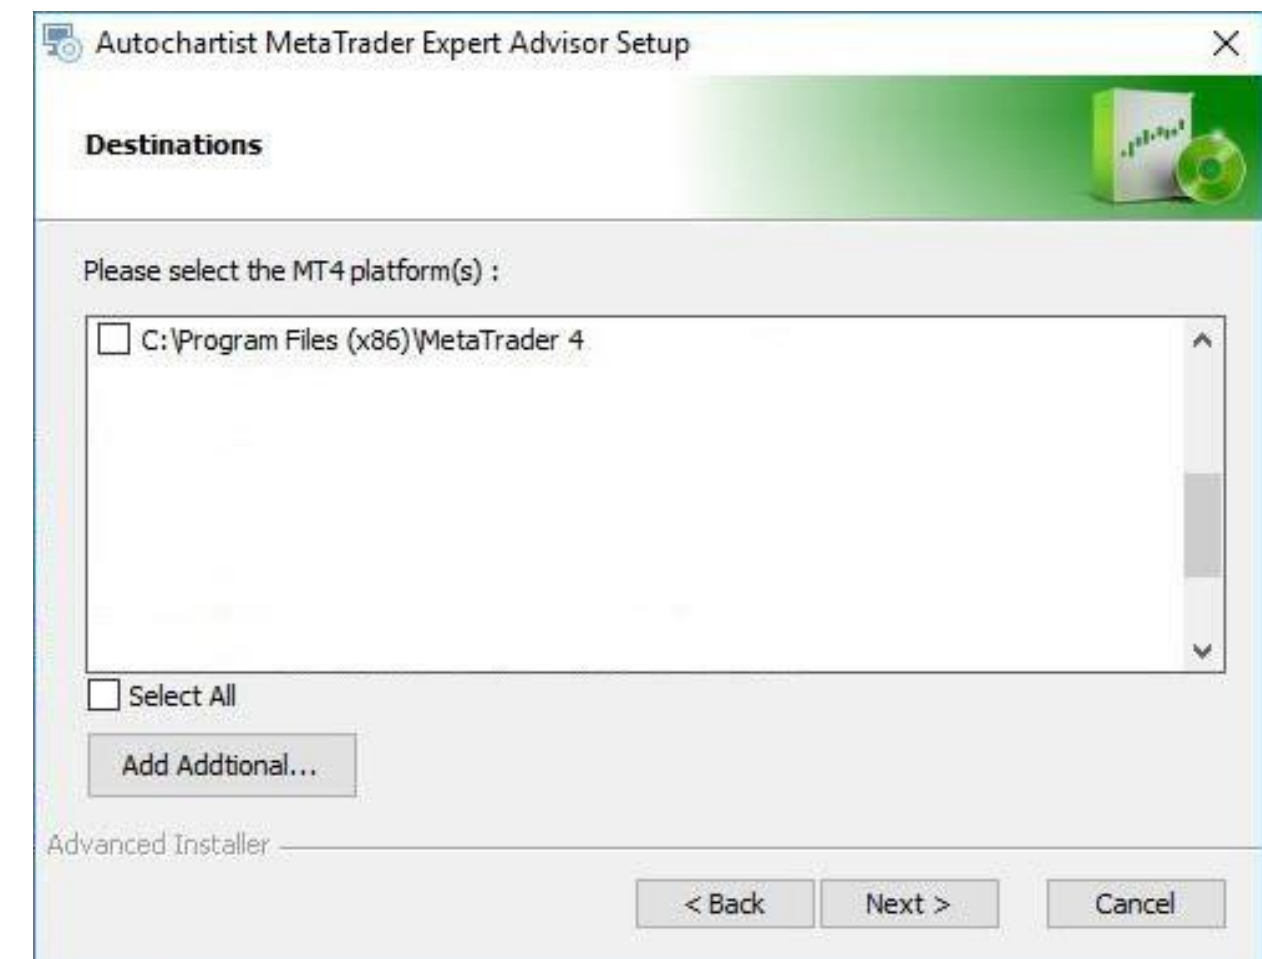 Autochartist MetaTrader Expert Advisor Setup
Destinations
Please select the MT4 platform(s) :
C:\Program Files (x86)\MetaTrader 4
Select All
Add Addtional...
Advanced Installer
< Back
Next >
Cancel